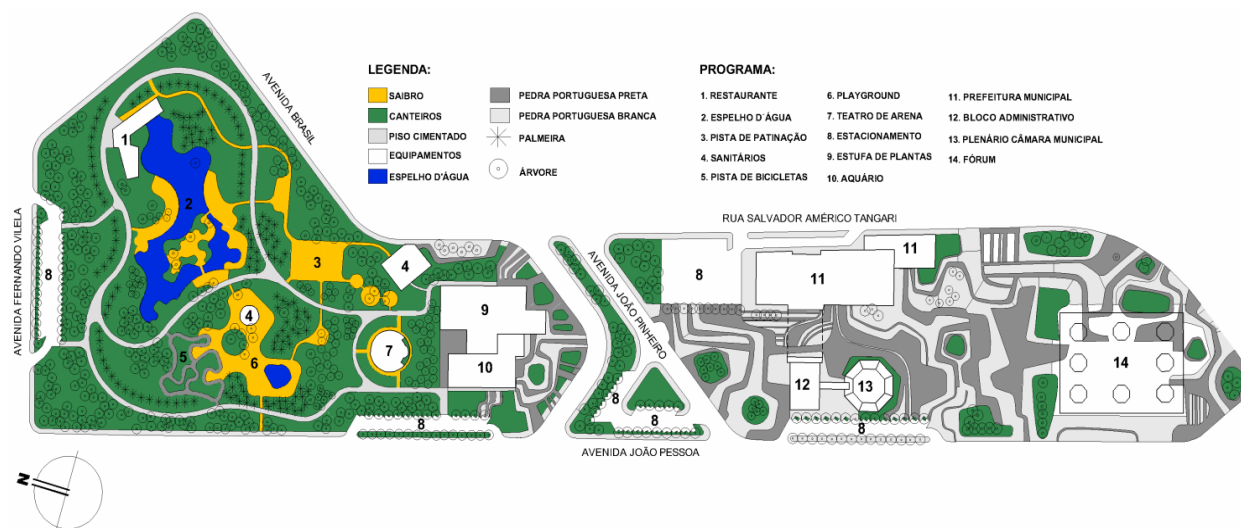 LEGENDA:
SAIBRO
CANTEIROS
PISO CIMENTADO
EQUIPAMENTOS
ESPELHO D'ÁGUA
PEDRA PORTUGUESA PRETA
PEDRA PORTUGUESA BRANCA
PALMEIRA
ÁRVORE
PROGRAMA:
1. RESTAURANTE
2. ESPELHO D'ÁGUA
3. PISTA DE PATINAÇÃO
4. SANITÁRIOS
5. PISTA DE BICICLETAS
6. PLAYGROUND
7. TEATRO DE ARENA
8. ESTACIONAMENTO
9. ESTUFA DE PLANTAS
10. AQUÁRIO
11. PREFEITURA MUNICIPAL
12. BLOCO ADMINISTRATIVO
13. PLENÁRIO CÂMARA MUNICIPAL
14. FÓRUM
AVENIDA BRASIL
AVENIDA FERNANDO VILELA
RUA SALVADOR AMÉRICO TANGARI
AVENIDA JOÃO PINHEIRO
AVENIDA JOÃO PESSOA
1
2
8
3
4
4
5
6
7
9
10
8
8
8
8
11
11
12
13
8
14
N